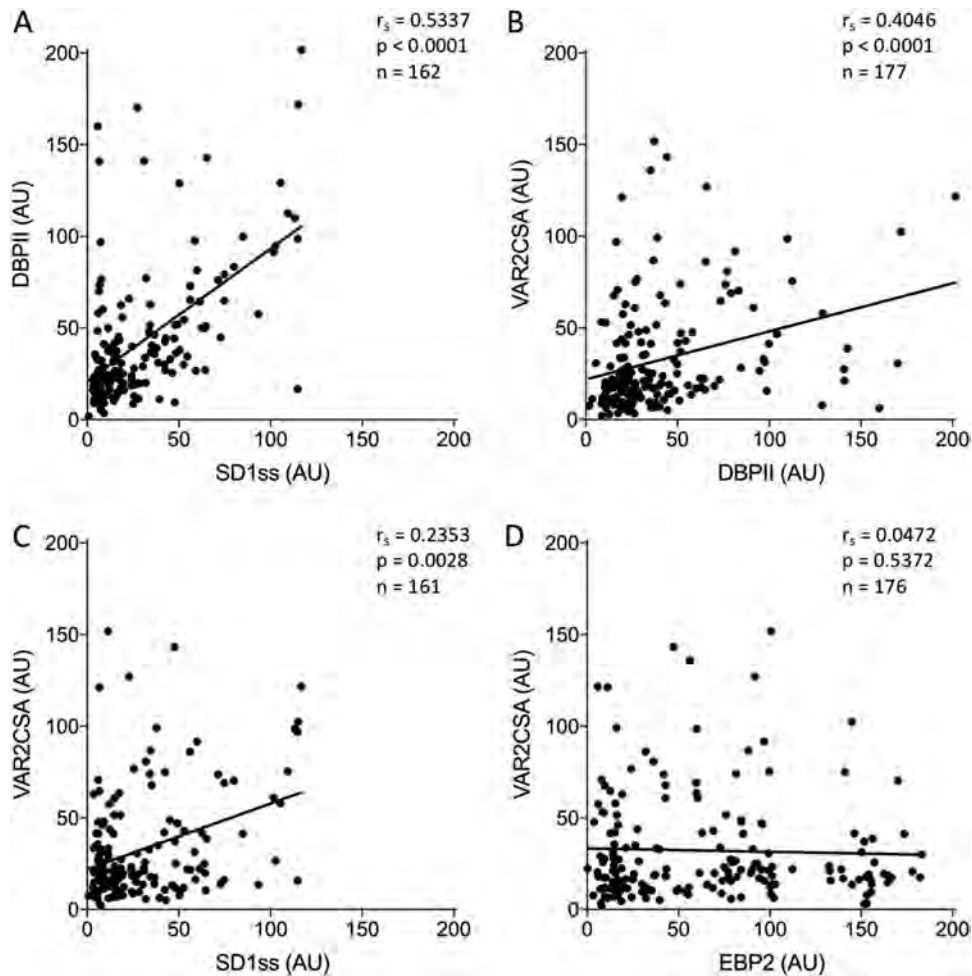 A
r_s = 0.5337
p < 0.0001
n = 162
200
150
100
50
0
DBPII (AU)
0 50 100 150 200
SD1ss (AU)
B
r_s = 0.4046
p < 0.0001
n = 177
200
150
100
50
0
VAR2CSA (AU)
0 50 100 150 200
DBPII (AU)
C
r_s = 0.2353
p = 0.0028
n = 161
200
150
100
50
0
VAR2CSA (AU)
0 50 100 150 200
SD1ss (AU)
D
r_s = 0.0472
p = 0.5372
n = 176
200
150
100
50
0
VAR2CSA (AU)
0 50 100 150 200
EBP2 (AU)